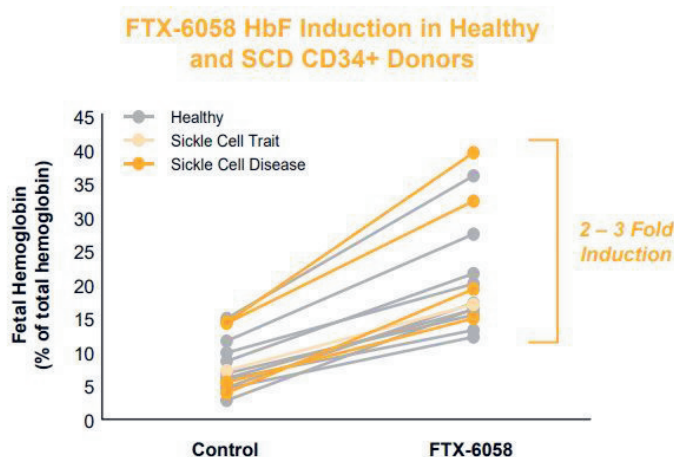 FTX-6058 HbF Induction in Healthy
and SCD CD34+ Donors
Healthy
Sickle Cell Trait
Sickle Cell Disease
Fetal Hemoglobin
(% of total hemoglobin)
45
40
35
30
25
20
15
10
5
0
2 – 3 Fold
Induction
Control
FTX-6058